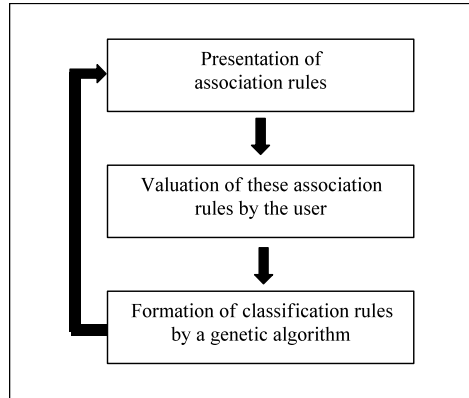 Presentation of
association rules
Valuation of these association
rules by the user
Formation of classification rules
by a genetic algorithm